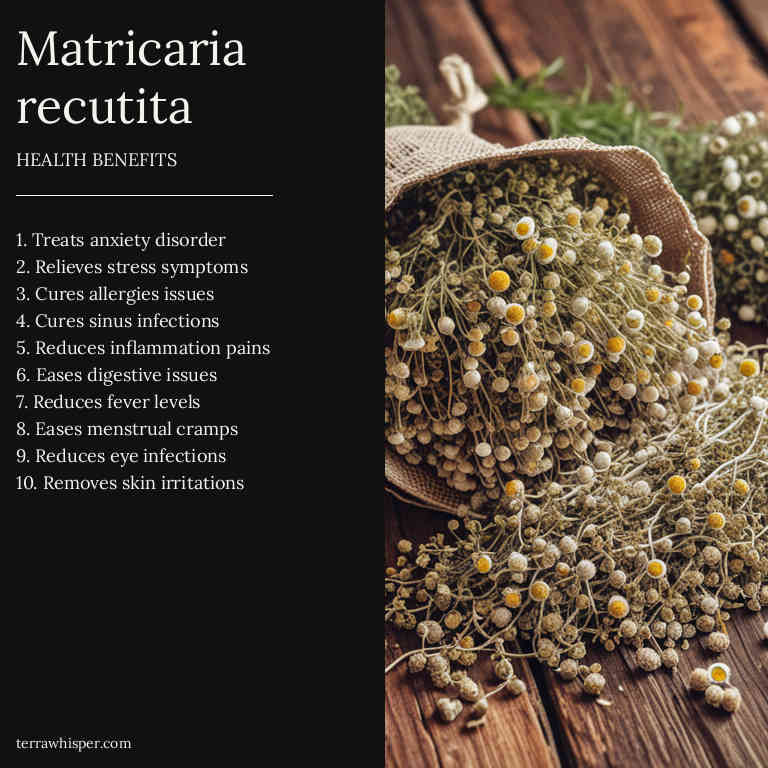 Matricaria
recutita
HEALTH BENEFITS
1. Treats anxiety disorder
2. Relieves stress symptoms
3. Cures allergies issues
4. Cures sinus infections
5. Reduces inflammation pains
6. Eases digestive issues
7. Reduces fever levels
8. Eases menstrual cramps
9. Reduces eye infections
10. Removes skin irritations
terrawhisper.com